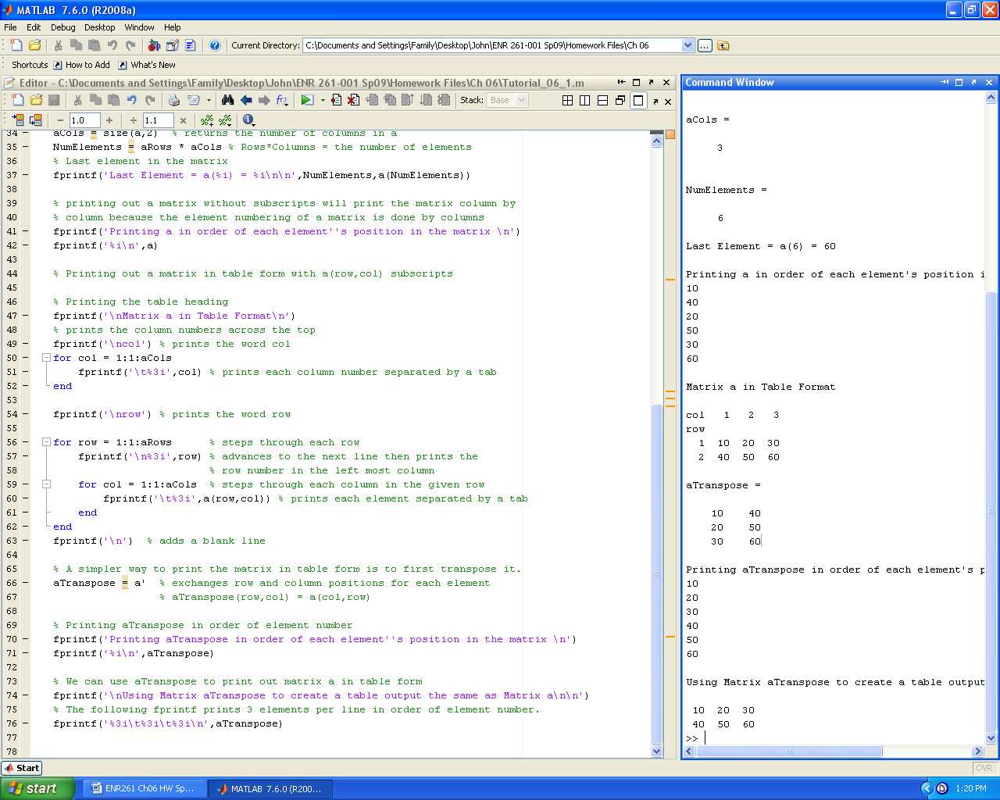 MATLAB 7.6.0 (R2008a)
File Edit Debug Desktop Window Help
Current Directory: C:\Documents and Settings\Family\Desktop\John\ENR 261-001 Sp09\Homework Files\Ch 06
Shortcuts How to Add What's New
Editor - C:\Documents and Settings\Family\Desktop\John\ENR 261-001 Sp09\Homework Files\Ch 06\Tutorial_06_1.m
Stack: Base
1.0 1.1
34 aCols = size(a,2) % returns the number of columns in a
35 NumElements = aRows * aCols % Rows*Columns = the number of elements
36 % Last element in the matrix
37 fprintf('Last Element = a(%i) = %i\n\n',NumElements,a(NumElements))
38
39 % printing out a matrix without subscripts will print the matrix column by
40 % column because the element numbering of a matrix is done by columns
41 fprintf('Printing a in order of each element''s position in the matrix \n')
42 fprintf('%i\n',a)
43
44 % Printing out a matrix in table form with a(row,col) subscripts
45
46 % Printing the table heading
47 fprintf('\nMatrix a in Table Format\n')
48 % prints the column numbers across the top
49 fprintf('\ncol') % prints the word col
50 for col = 1:1:aCols
51 fprintf('\t%3i',col) % prints each column number separated by a tab
52 end
53
54 fprintf('\nrow') % prints the word row
55
56 for row = 1:1:aRows % steps through each row
57 fprintf('\n%3i',row) % advances to the next line then prints the
58 % row number in the left most column
59 for col = 1:1:aCols % steps through each column in the given row
60 fprintf('\t%3i',a(row,col)) % prints each element separated by a tab
61 end
62 end
63 fprintf('\n') % adds a blank line
64
65 % A simpler way to print the matrix in table form is to first transpose it.
66 aTranspose = a' % exchanges row and column positions for each element
67 % aTranspose(row,col) = a(col,row)
68
69 % Printing aTranspose in order of element number
70 fprintf('Printing aTranspose in order of each element''s position in the matrix \n')
71 fprintf('%i\n',aTranspose)
72
73 % We can use aTranspose to print out matrix a in table form
74 fprintf('\nUsing Matrix aTranspose to create a table output the same as Matrix a\n\n')
75 % The following fprintf prints 3 elements per line in order of element number.
76 fprintf('%3i\t%3i\t%3i\n',aTranspose)
77
78
Command Window
aCols =
3
NumElements =
6
Last Element = a(6) = 60
Printing a in order of each element's position i
10
40
20
50
30
60
Matrix a in Table Format
col 1 2 3
row
1 10 20 30
2 40 50 60
aTranspose =
10 40
20 50
30 60
Printing aTranspose in order of each element's p
10
20
30
40
50
60
Using Matrix aTranspose to create a table output
10 20 30
40 50 60
>>
Start
OVR
start ENR261 Ch06 HW Sp... MATLAB 7.6.0 (R200... 1:20 PM